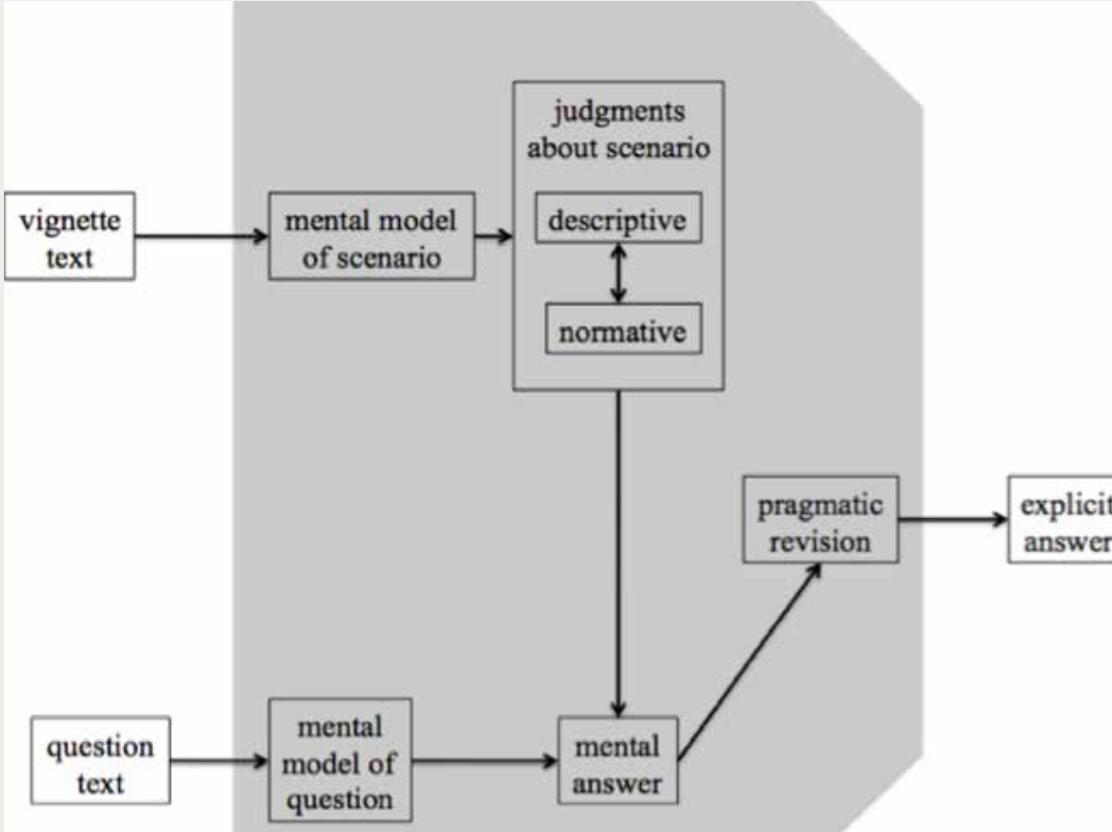 judgments
about scenario
descriptive
normative
vignette
text
mental model
of scenario
pragmatic
revision
explicit
answer
question
text
mental
model of
question
mental
answer